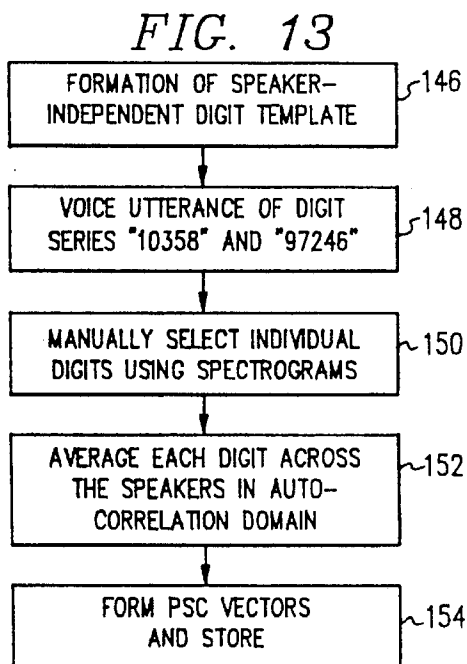 FIG. 13
FORMATION OF SPEAKER-
INDEPENDENT DIGIT TEMPLATE
146
VOICE UTTERANCE OF DIGIT
SERIES "10358" AND "97246"
148
MANUALLY SELECT INDIVIDUAL
DIGITS USING SPECTROGRAMS
150
AVERAGE EACH DIGIT ACROSS
THE SPEAKERS IN AUTO-
CORRELATION DOMAIN
152
FORM PSC VECTORS
AND STORE
154